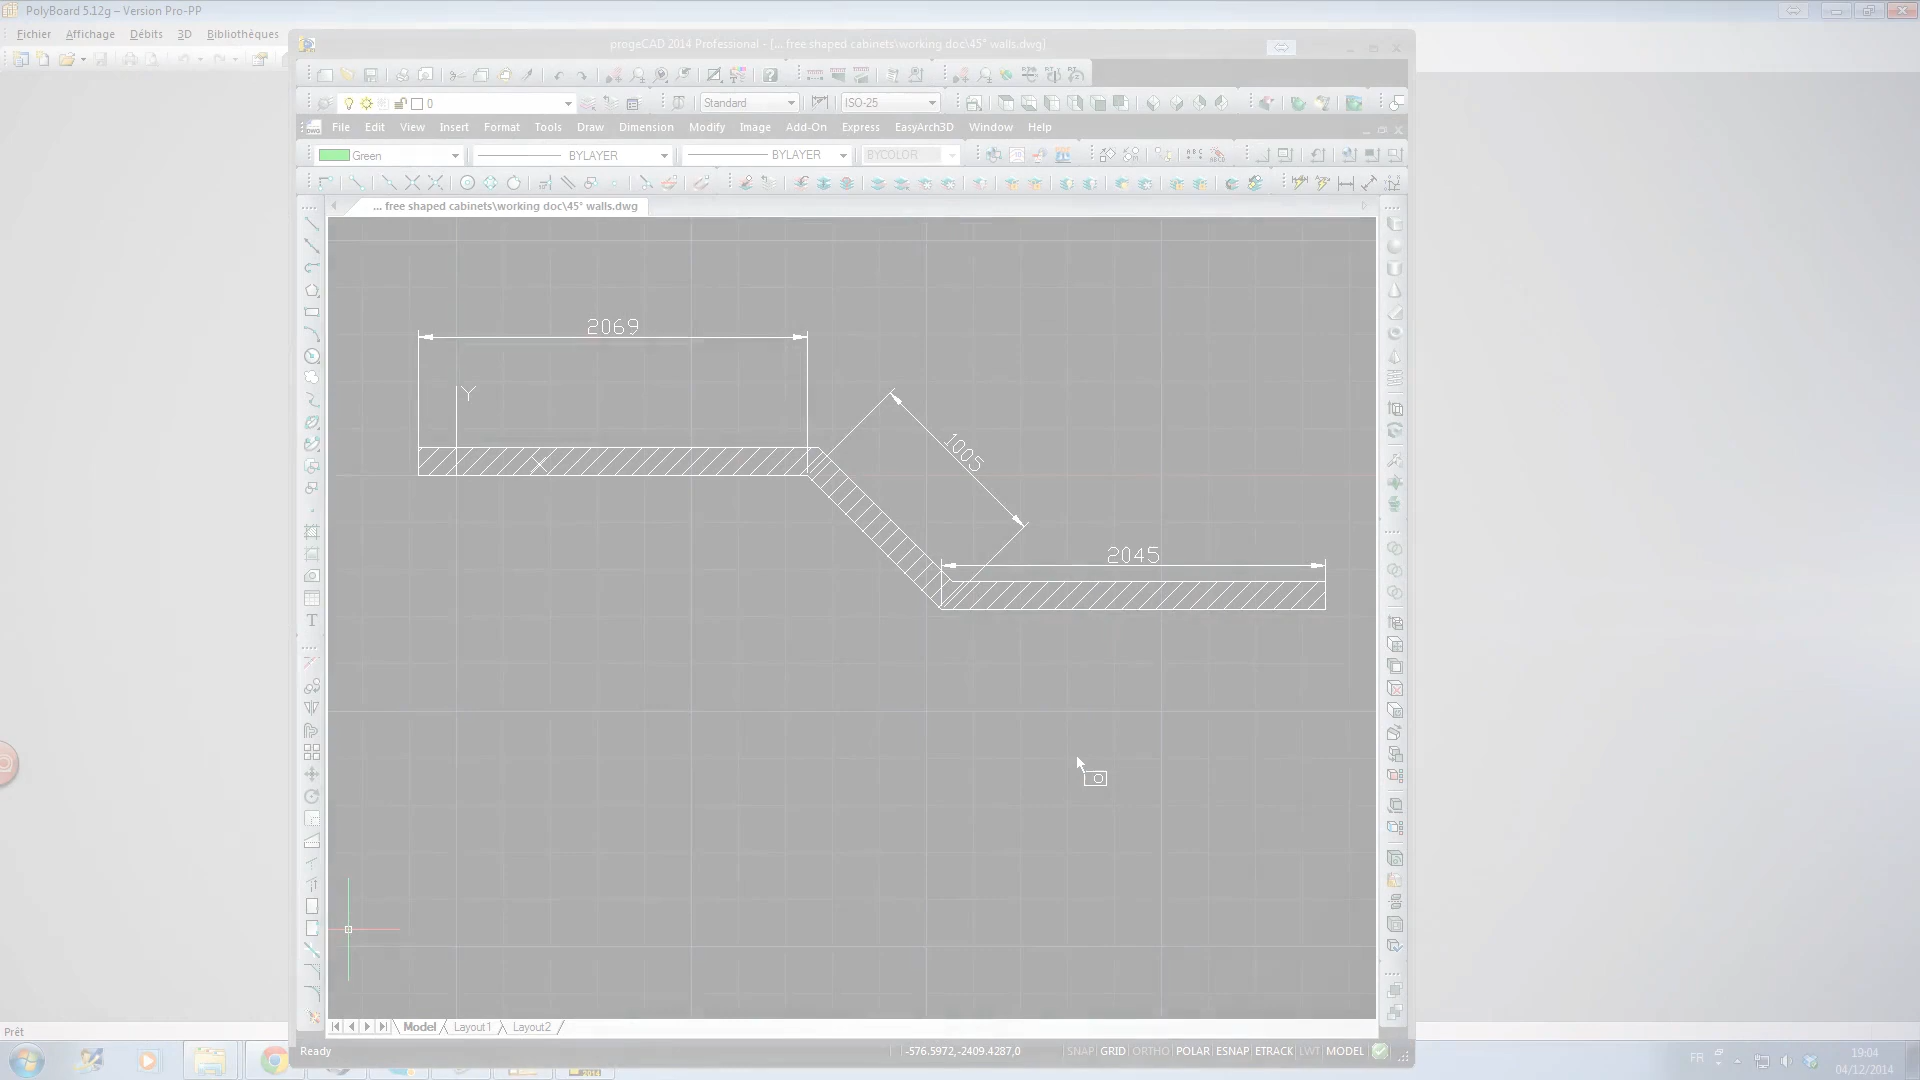 PolyBoard 5.12g – Version Pro-PP
Fichier Affichage Débits 3D Bibliothéques
progeCAD 2014 Professional - [... free shaped cabinets\working doc\45° walls.dwg]
0 Standard ISO-25
File Edit View Insert Format Tools Draw Dimension Modify Image Add-On Express EasyArch3D Window Help
Green BYLAYER BYLAYER BYCOLOR
... free shaped cabinets\working doc\45° walls.dwg
2069
Y
1005
X
2045
T
Model Layout1 Layout2
Prêt
Ready -576.5972,-2409.4287,0 SNAP GRID ORTHO POLAR ESNAP ETRACK LWT MODEL
FR 19:04
04/12/2014